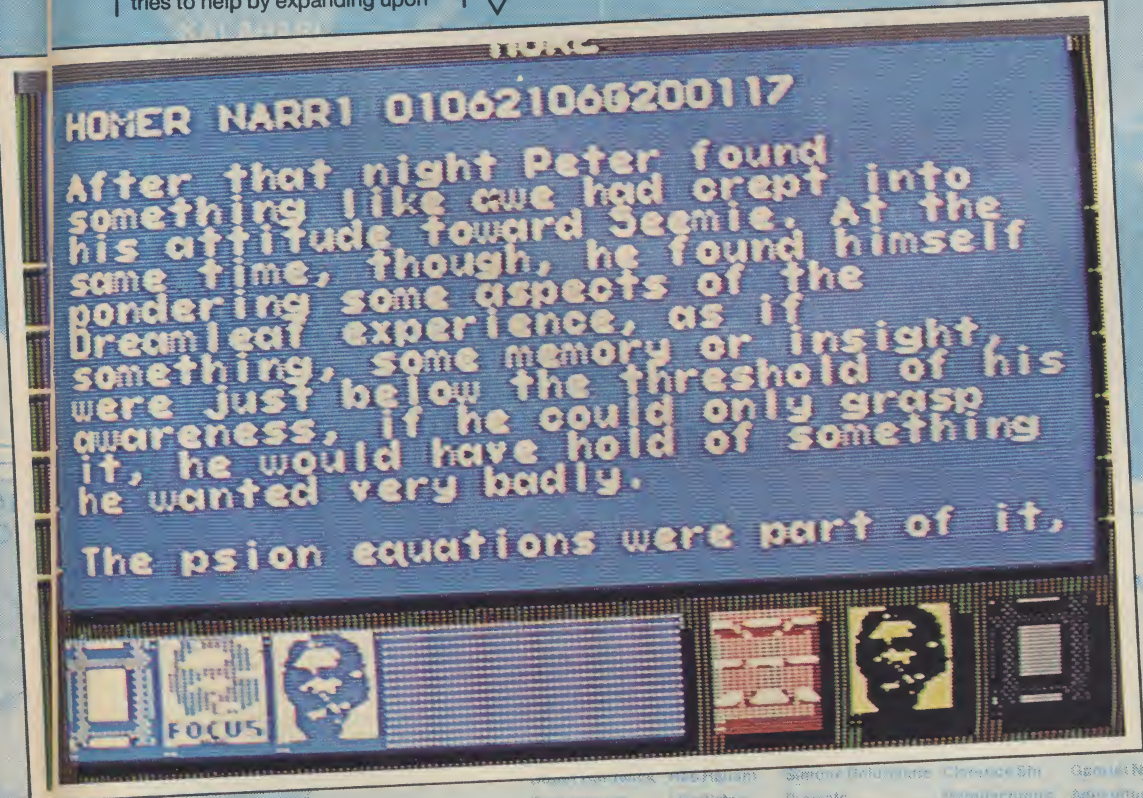 tries to help by expanding upon
MORE
HOMER NARR1 010621068200117
After that night Peter found
something like awe had crept into
his attitude toward Seemie. At the
same time, though, he found himself
pondering some aspects of the
Dreamleaf experience, as if
something, some memory or insight,
were just below the threshold of his
awareness, if he could only grasp
it, he would have hold of something
he wanted very badly.
The psion equations were part of it,
FOCUS